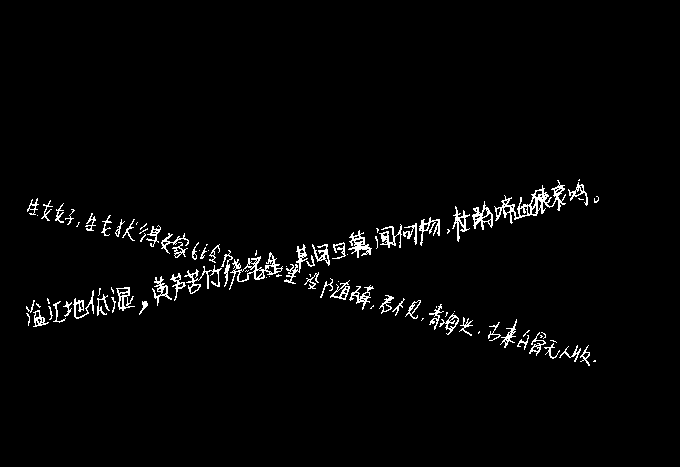 生女好,生女犹得嫁比邻,生男埋没随百草,君不见,青海头,古来白骨无人收.
湓江地低湿,黄芦苦竹绕宅生,其间旦暮闻何物,杜鹃啼血猿哀鸣。